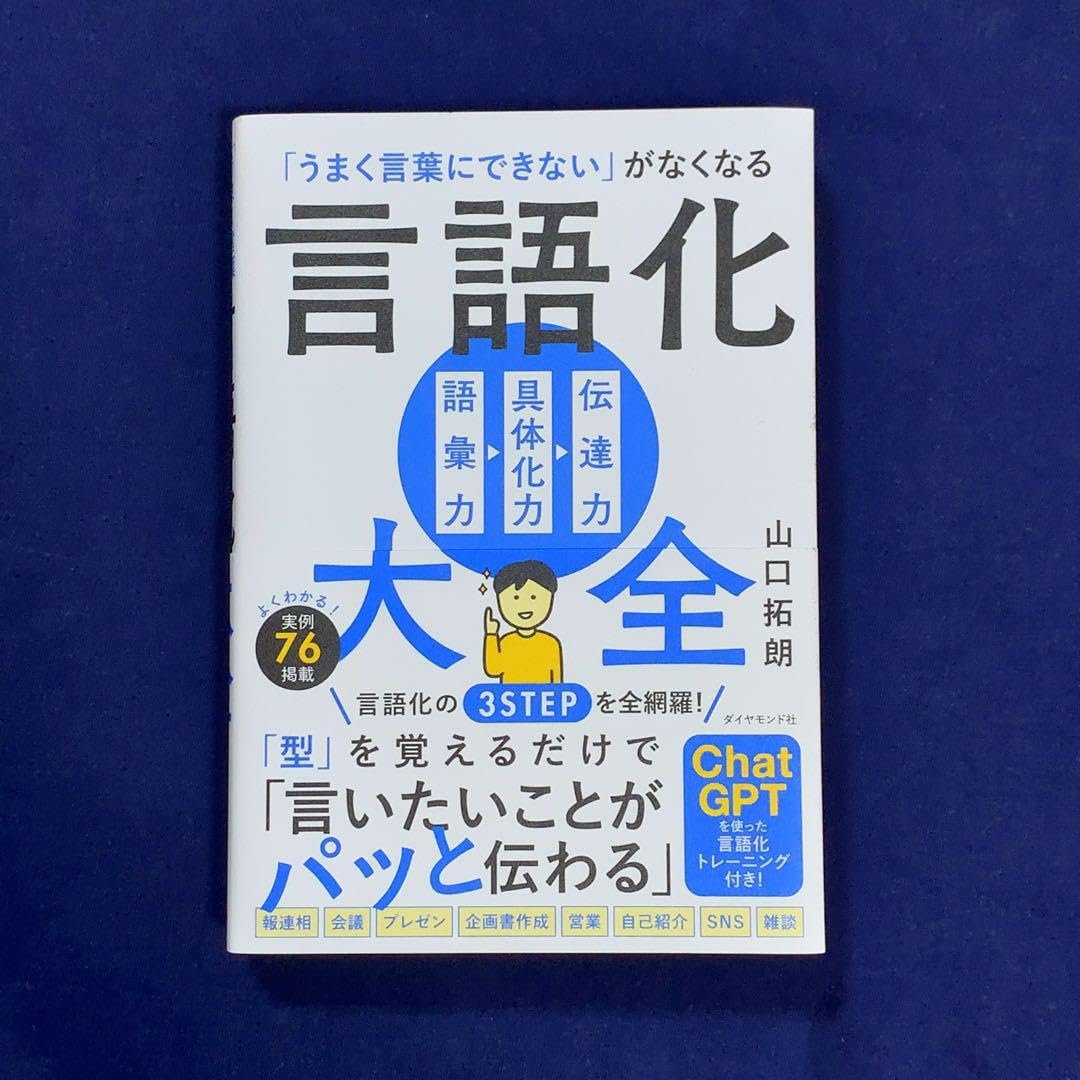 「うまく言葉にできない」がなくなる
言語化
語彙力
具体化力
伝達力
大全
山口拓朗
よくわかる!
実例
76
掲載
言語化の3STEPを全網羅!
ダイヤモンド社
「型」を覚えるだけで
「言いたいことが
パッと伝わる」
Chat
GPT
を使った
言語化
トレーニング
付き!
報連相 会議 プレゼン 企画書作成 営業 自己紹介 SNS 雑談